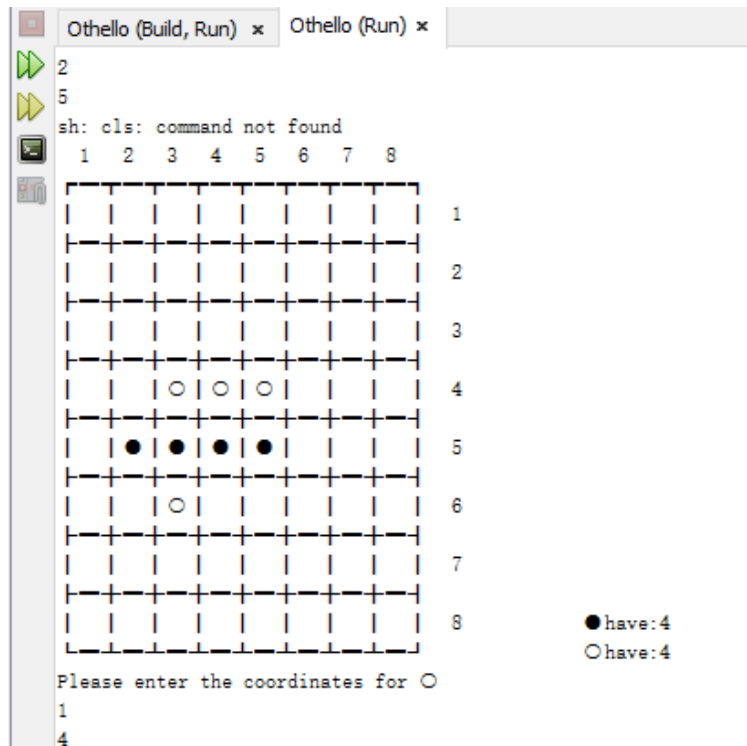 Othello (Build, Run) × Othello (Run) ×
2
5
sh: cls: command not found
1 2 3 4 5 6 7 8
1
2
3
○ ○ ○ 4
● ● ● ● 5
○ 6
7
8 ●have:4
○have:4
Please enter the coordinates for ○
1
4